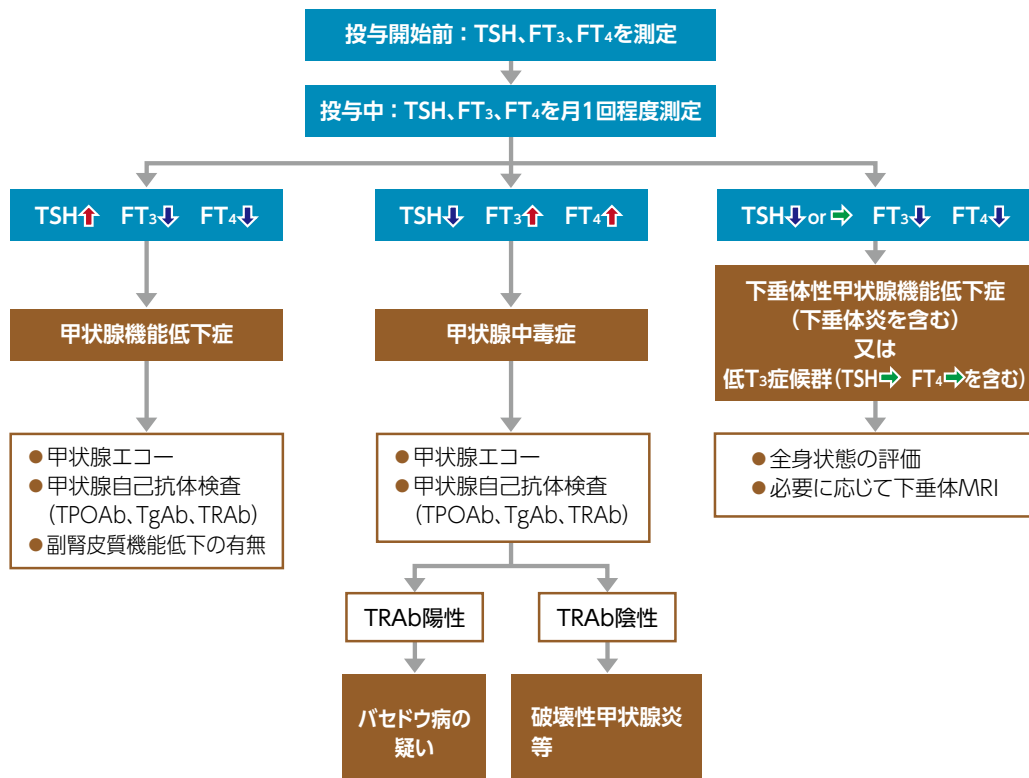 投与開始前：TSH、FT3、FT4を測定
投与中：TSH、FT3、FT4を月1回程度測定
TSH⬆ FT3⬇ FT4⬇
甲状腺機能低下症
●甲状腺エコー
●甲状腺自己抗体検査
(TPOAb、TgAb、TRAb)
●副腎皮質機能低下の有無
TSH⬇ FT3⬆ FT4⬆
甲状腺中毒症
●甲状腺エコー
●甲状腺自己抗体検査
(TPOAb、TgAb、TRAb)
TRAb陽性
バセドウ病の
疑い
TRAb陰性
破壊性甲状腺炎
等
TSH⬇or➡ FT3⬇ FT4⬇
下垂体性甲状腺機能低下症
(下垂体炎を含む)
又は
低T3症候群(TSH➡ FT4➡を含む)
●全身状態の評価
●必要に応じて下垂体MRI